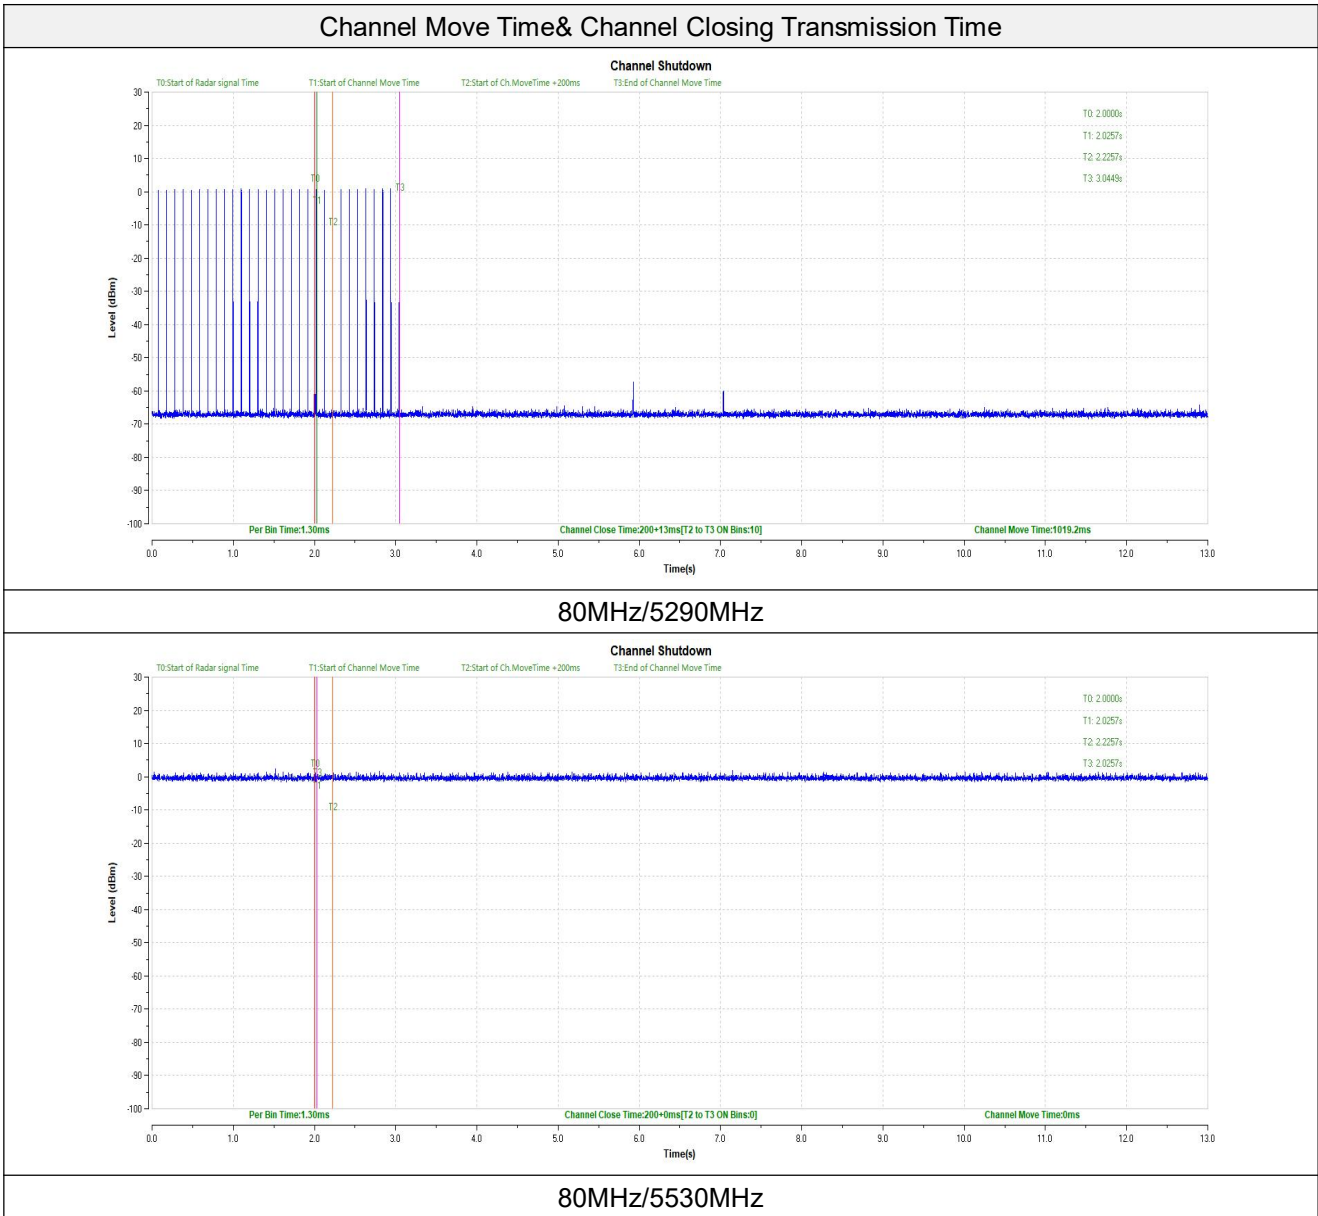 Channel Move Time& Channel Closing Transmission Time
Channel Shutdown
T0:Start of Radar signal Time T1:Start of Channel Move Time T2:Start of Ch.MoveTime +200ms T3:End of Channel Move Time
30
20
10
0
-10
-20
-30
-40
-50
-60
-70
-80
-90
-100
Level (dBm)
T0: 2.0000s
T1: 2.0257s
T2: 2.2257s
T3: 3.0449s
T0
T3
T1
T2
Per Bin Time:1.30ms Channel Close Time:200+13ms[T2 to T3 ON Bins:10] Channel Move Time:1019.2ms
0.0 1.0 2.0 3.0 4.0 5.0 6.0 7.0 8.0 9.0 10.0 11.0 12.0 13.0
Time(s)
80MHz/5290MHz
Channel Shutdown
T0:Start of Radar signal Time T1:Start of Channel Move Time T2:Start of Ch.MoveTime +200ms T3:End of Channel Move Time
30
20
10
0
-10
-20
-30
-40
-50
-60
-70
-80
-90
-100
Level (dBm)
T0: 2.0000s
T1: 2.0257s
T2: 2.2257s
T3: 2.0257s
T0
T2
Per Bin Time:1.30ms Channel Close Time:200+0ms[T2 to T3 ON Bins:0] Channel Move Time:0ms
0.0 1.0 2.0 3.0 4.0 5.0 6.0 7.0 8.0 9.0 10.0 11.0 12.0 13.0
Time(s)
80MHz/5530MHz